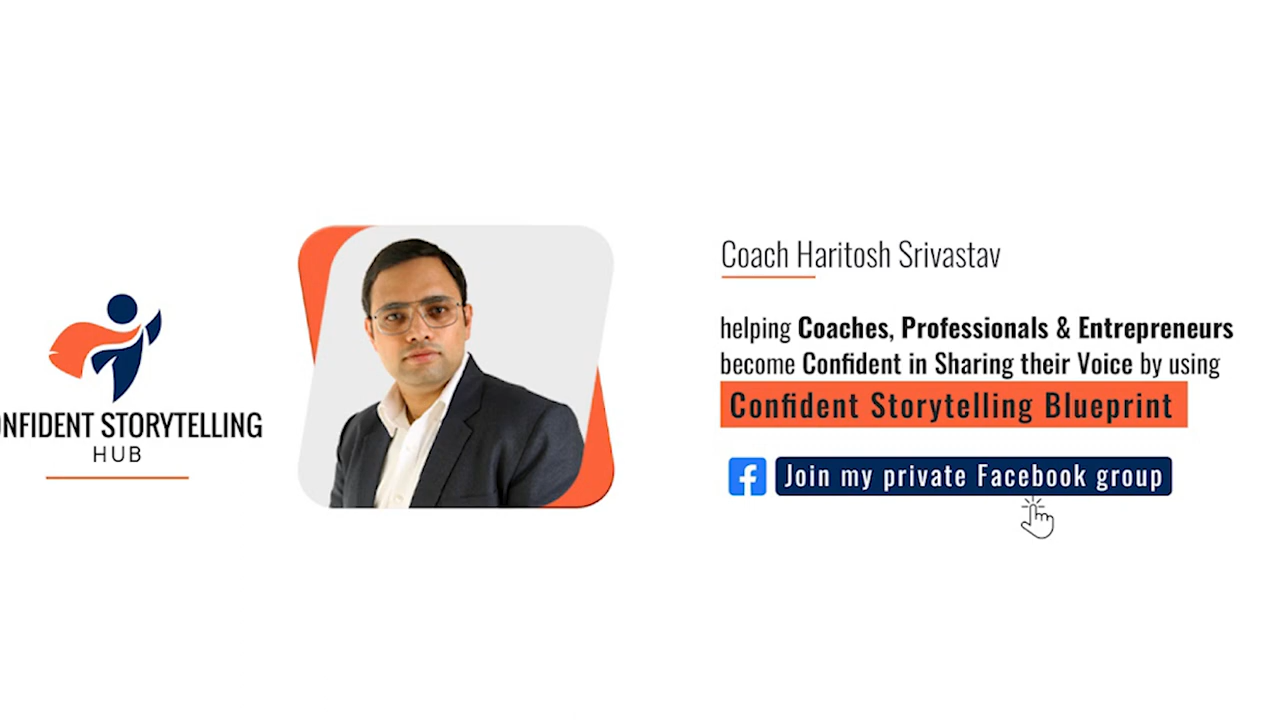 ONFIDENT STORYTELLING
HUB
Coach Haritosh Srivastav
helping Coaches, Professionals & Entrepreneurs
become Confident in Sharing their Voice by using
Confident Storytelling Blueprint
Join my private Facebook group